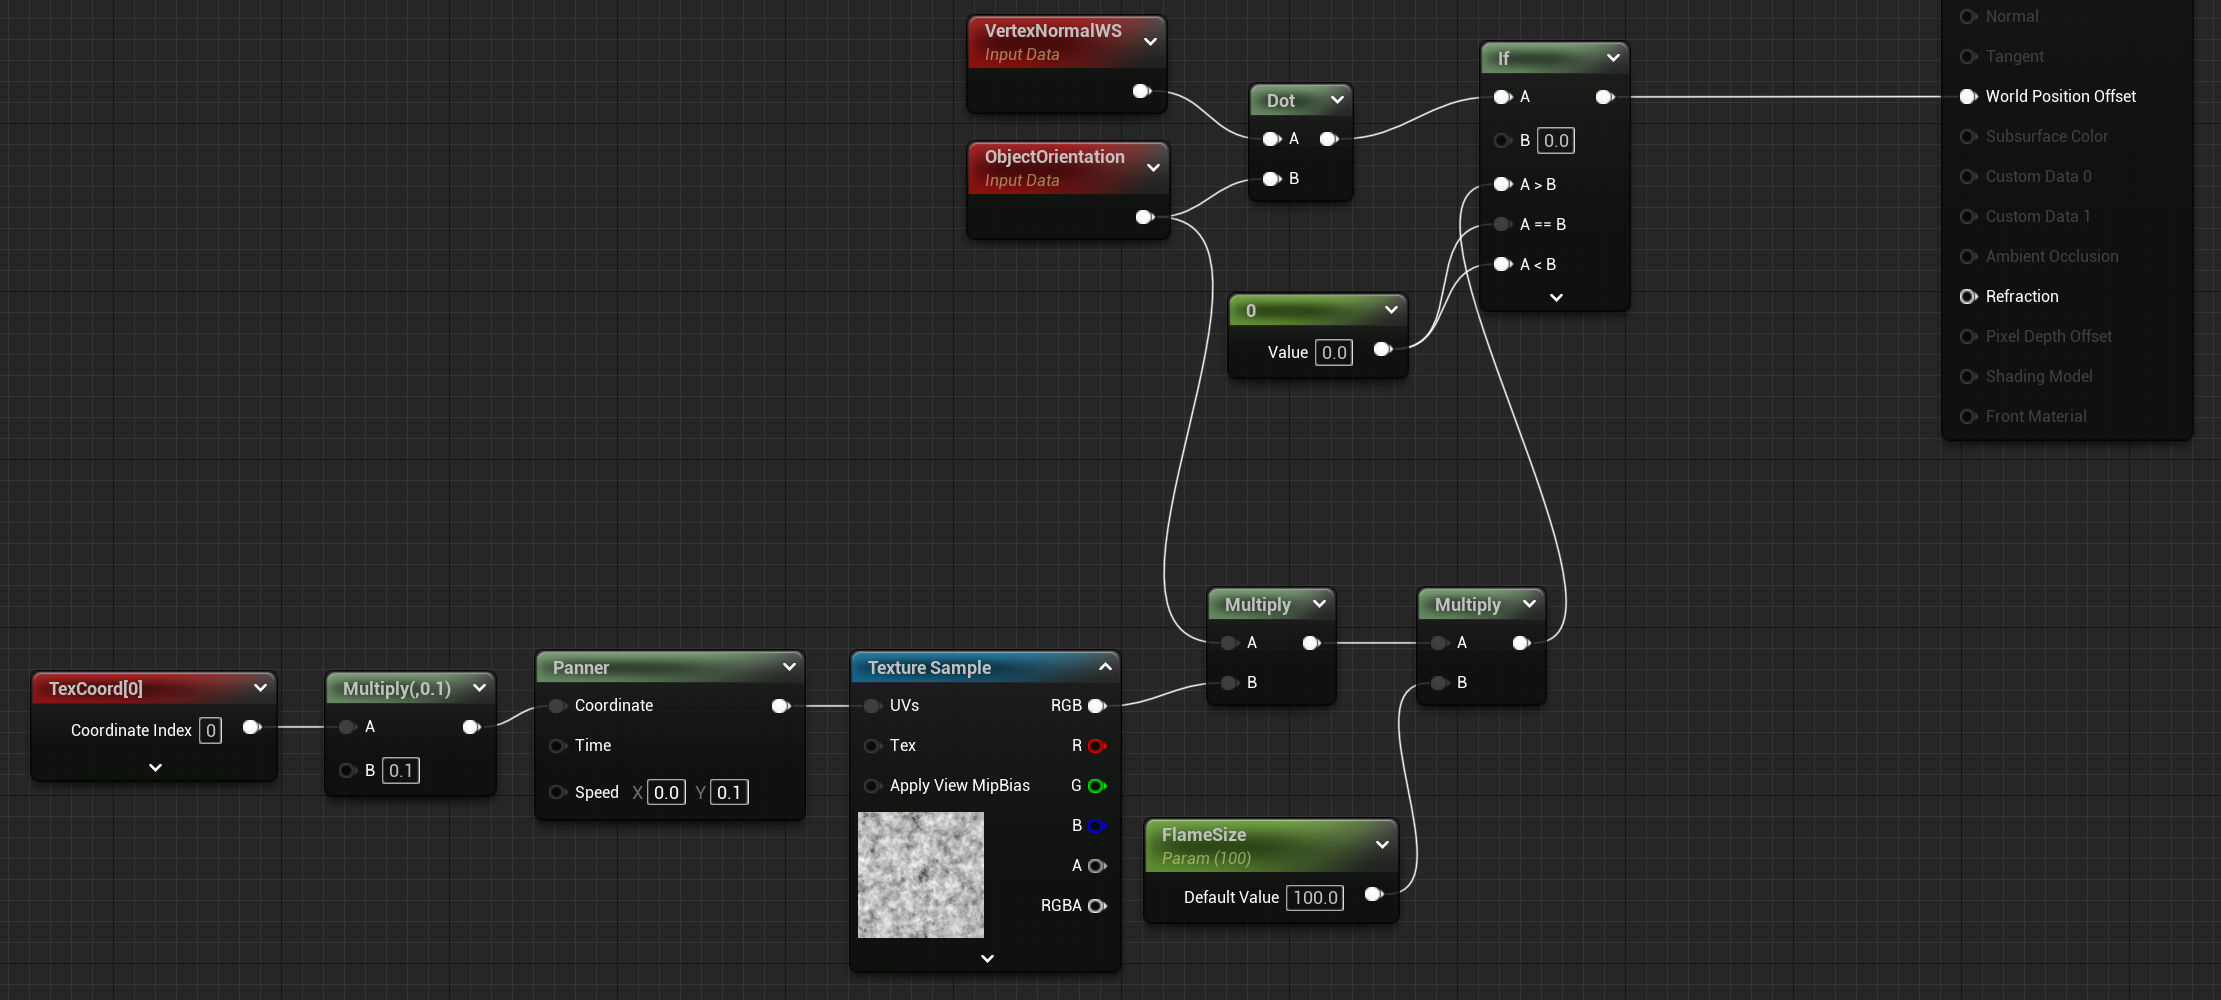 VertexNormalWS
Input Data
ObjectOrientation
Input Data
Dot
A
B
If
A
B 0.0
A > B
A == B
A < B
0
Value 0.0
Normal
Tangent
World Position Offset
Subsurface Color
Custom Data 0
Custom Data 1
Ambient Occlusion
Refraction
Pixel Depth Offset
Shading Model
Front Material
TexCoord[0]
Coordinate Index 0
Multiply(,0.1)
A
B 0.1
Panner
Coordinate
Time
Speed X 0.0 Y 0.1
Texture Sample
UVs RGB
Tex R
Apply View MipBias G
B
A
RGBA
Multiply
A
B
Multiply
A
B
FlameSize
Param (100)
Default Value 100.0